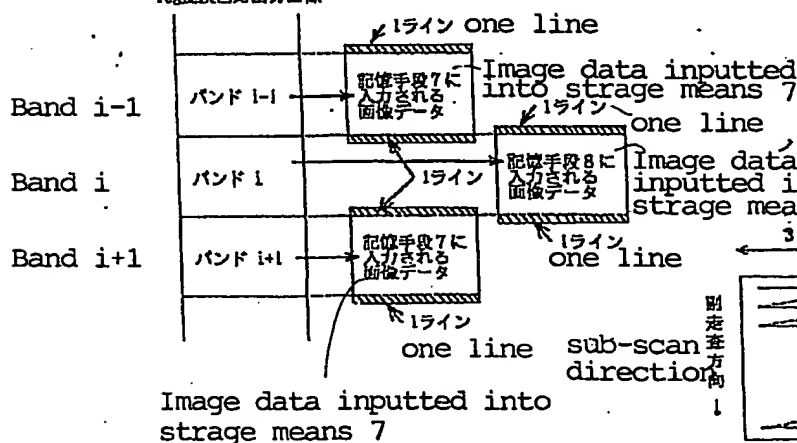 1ライン one line
Band i-1
バンド i-1
記憶手段7に
入力される
画像データ
Image data inputted
into strage means 7
1ライン
one line
Band i
バンド i
1ライン
記憶手段8に
入力される
画像データ
Image data
inputted i
strage mea
Band i+1
バンド i+1
記憶手段7に
入力される
画像データ
1ライン
one line
3
1ライン
one line
sub-scan
direction
副走査方向
Image data inputted into
strage means 7